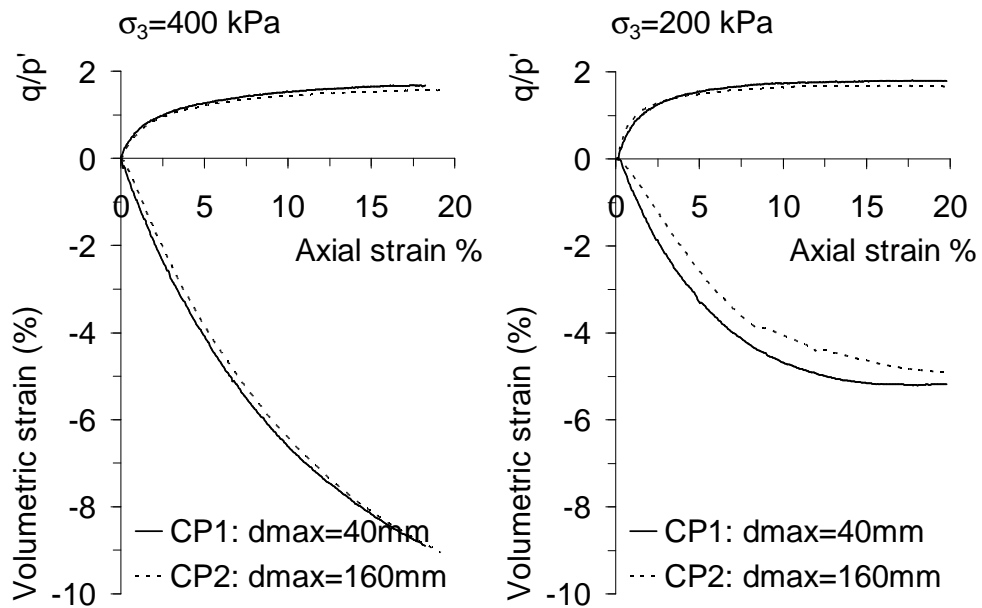 σ3=400 kPa
q/p'
2
0
0
5
10
15
20
Axial strain %
-2
-4
-6
-8
-10
Volumetric strain (%)
CP1: dmax=40mm
CP2: dmax=160mm
σ3=200 kPa
q/p'
2
0
0
5
10
15
20
Axial strain %
-2
-4
-6
-8
-10
Volumetric strain (%)
CP1: dmax=40mm
CP2: dmax=160mm